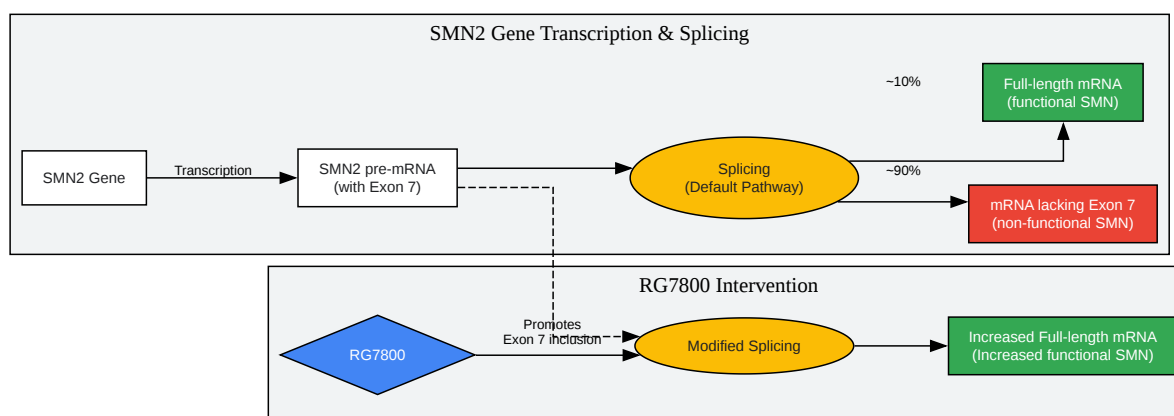 SMN2 Gene Transcription & Splicing
~10%
Full-length mRNA
(functional SMN)
SMN2 Gene
Transcription
SMN2 pre-mRNA
(with Exon 7)
Splicing
(Default Pathway)
~90%
mRNA lacking Exon 7
(non-functional SMN)
RG7800 Intervention
RG7800
Promotes
Exon 7 inclusion
Modified Splicing
Increased Full-length mRNA
(Increased functional SMN)